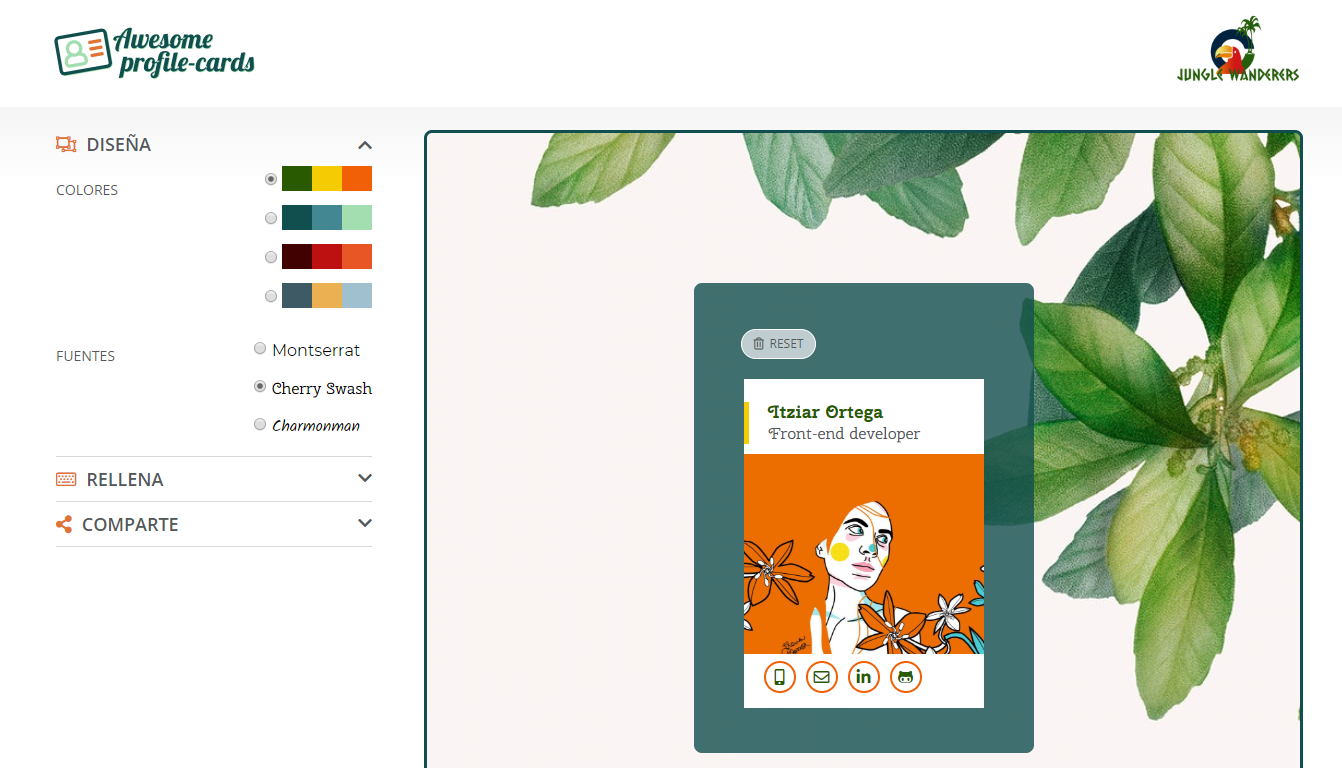 Awesome
profile-cards
JUNGLE WANDERERS
DISEÑA
COLORES
FUENTES
Montserrat
Cherry Swash
Charmonman
RELLENA
COMPARTE
RESET
Itziar Ortega
Front-end developer
in